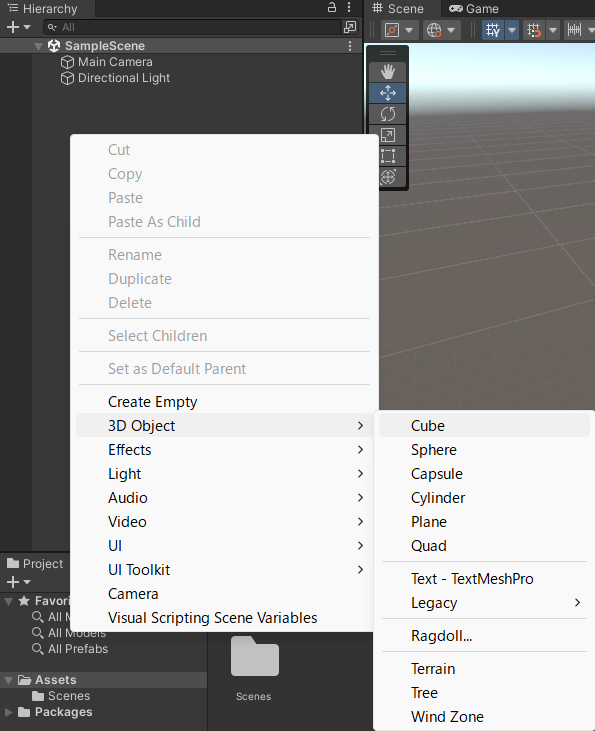 Hierarchy
Scene
Game
All
SampleScene
Main Camera
Directional Light
Cut
Copy
Paste
Paste As Child
Rename
Duplicate
Delete
Select Children
Set as Default Parent
Create Empty
3D Object
Effects
Light
Audio
Video
UI
UI Toolkit
Camera
Visual Scripting Scene Variables
Cube
Sphere
Capsule
Cylinder
Plane
Quad
Text - TextMeshPro
Legacy
Ragdoll...
Terrain
Tree
Wind Zone
Project
Favori
All M
All Models
All Prefabs
Assets
Scenes
Packages
Scenes